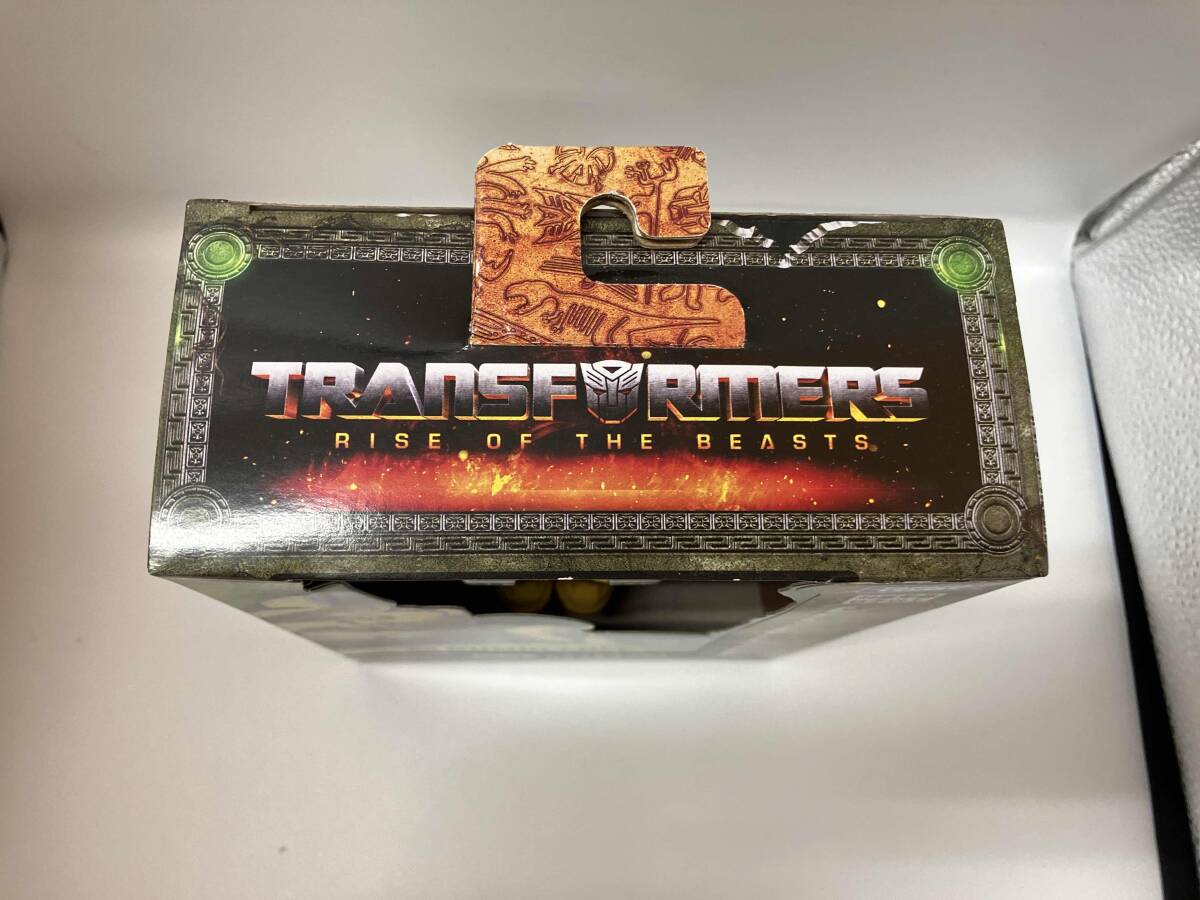 TRANSFORMERS
RISE OF THE BEASTS